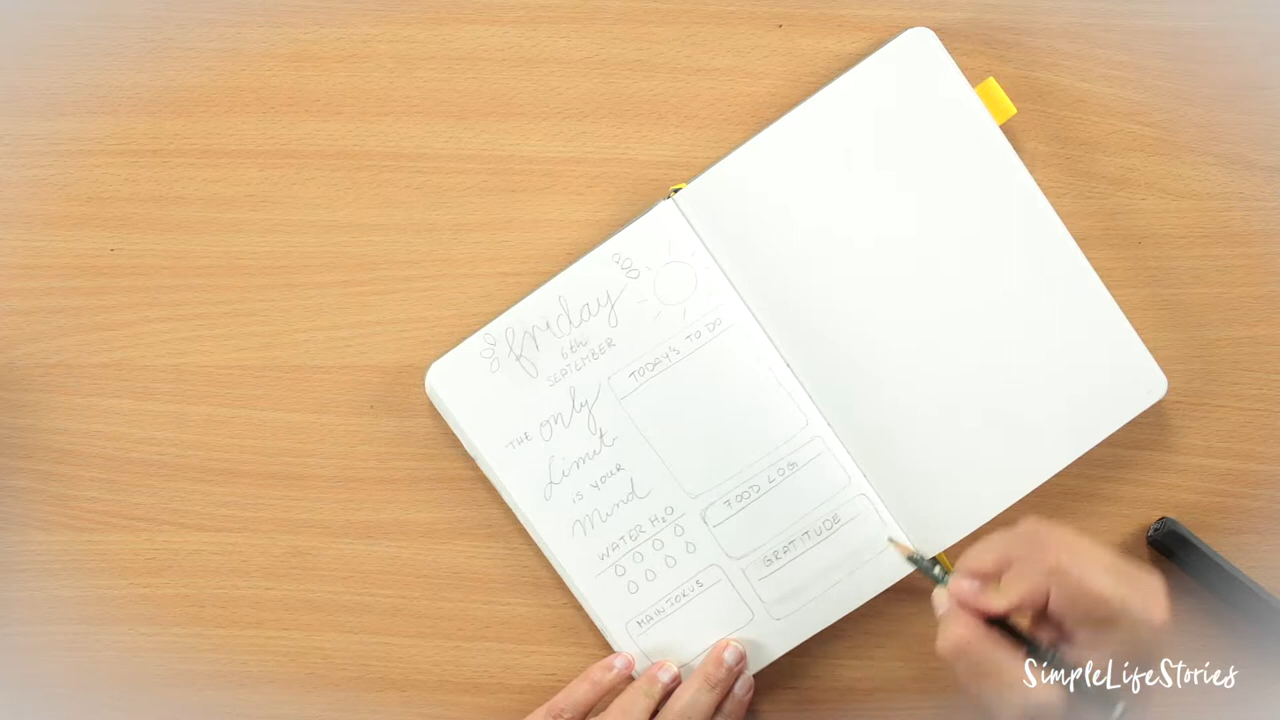 friday
6th
SEPTEMBER
THE only
Limit
is your
Mind
WATER H2O
MAIN FOKUS
TODAY'S TO DO
FOOD LOG
GRATITUDE
SimpleLifeStories